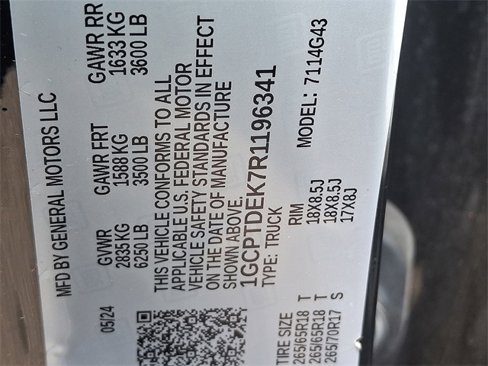 MFD BY GENERAL MOTORS LLC
05/24
GVWR
2835 KG
6250 LB
GAWR FRT
1588 KG
3500 LB
GAWR RR
1633 KG
3600 LB
THIS VEHICLE CONFORMS TO ALL
APPLICABLE U.S. FEDERAL MOTOR
VEHICLE SAFETY STANDARDS IN EFFECT
ON THE DATE OF MANUFACTURE
SHOWN ABOVE.
1GCPTDEK7R1196341
TYPE: TRUCK
MODEL: 7114G43
TIRE SIZE RIM
265/65R18 T 18X8.5J
265/65R18 T 18X8.5J
265/70R17 S 17X8J